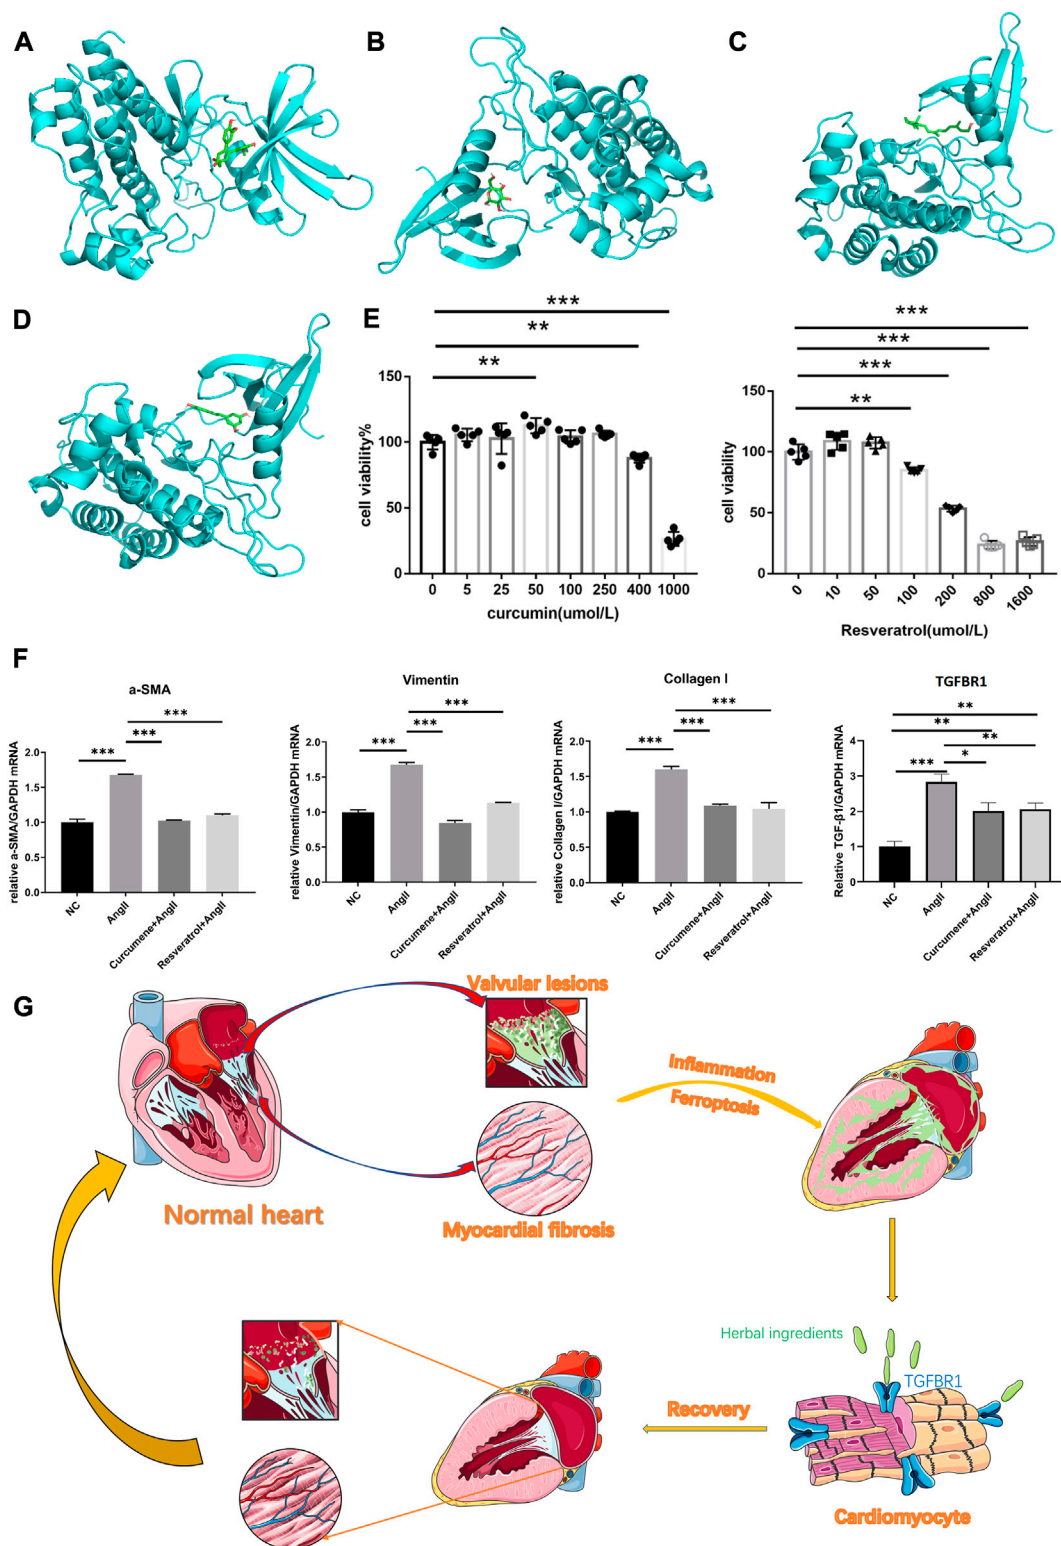 A
B
C
D
E
***
**
**
cell viability%
150
100
50
0
0 5 25 50 100 250 400 1000
curcumin(umol/L)
***
***
***
**
cell viability
150
100
50
0
0 10 50 100 200 800 1600
Resveratrol(umol/L)
F
a-SMA
***
***
***
relative a-SMA/GAPDH mRNA
2.0
1.5
1.0
0.5
0.0
NC
AngII
Curcumene+AngII
Resveratrol+AngII
Vimentin
***
***
***
relative Vimentin/GAPDH mRNA
2.0
1.5
1.0
0.5
0.0
NC
AngII
Curcumene+AngII
Resveratrol+AngII
Collagen I
***
***
***
relative Collagen I/GAPDH mRNA
2.0
1.5
1.0
0.5
0.0
NC
AngII
Curcumene+AngII
Resveratrol+AngII
TGFBR1
**
**
**
***
*
Relative TGF-β1/GAPDH mRNA
4
3
2
1
0
NC
AngII
Curcumene+AngII
Resveratrol+AngII
G
Valvular lesions
Inflammation
Ferroptosis
Normal heart
Myocardial fibrosis
Herbal ingredients
TGFBR1
Recovery
Cardiomyocyte